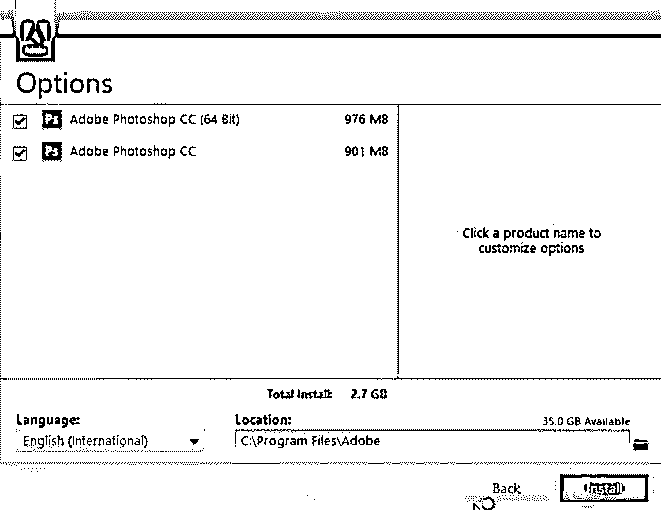 Options
Ps Adobe Photoshop CC (64 Bit) 976 MB
Ps Adobe Photoshop CC 901 MB
Click a product name to
customize options
Total Install: 2.7 GB
Language: Location: 35.0 GB Available
English (International) C:\Program Files\Adobe
Back Install